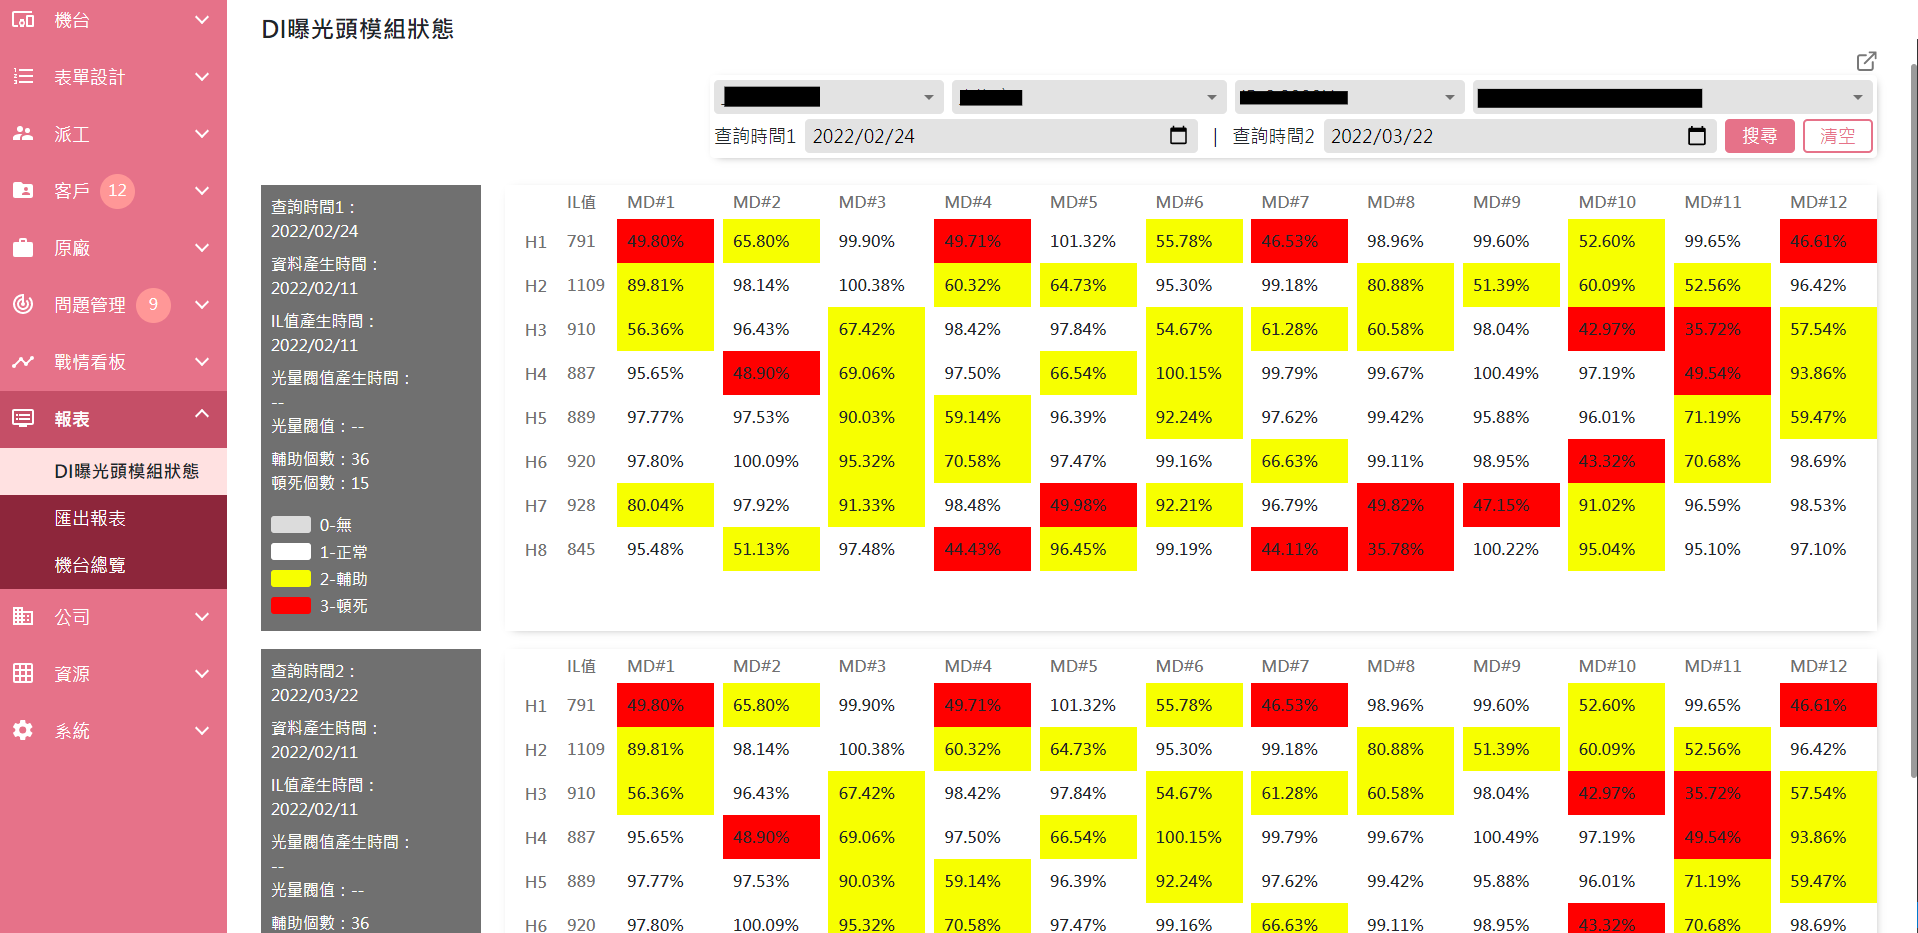 機台
表單設計
派工
客戶 12
原廠
問題管理 9
戰情看板
報表
DI曝光頭模組狀態
匯出報表
機台總覽
公司
資源
系統
DI曝光頭模組狀態
查詢時間1 2022/02/24 | 查詢時間2 2022/03/22 搜尋 清空
查詢時間1：
2022/02/24
資料產生時間：
2022/02/11
IL值產生時間：
2022/02/11
光量閥值產生時間：
--
光量閥值：--
輔助個數：36
頓死個數：15
0-無
1-正常
2-輔助
3-頓死
IL值 MD#1 MD#2 MD#3 MD#4 MD#5 MD#6 MD#7 MD#8 MD#9 MD#10 MD#11 MD#12
H1 791 49.80% 65.80% 99.90% 49.71% 101.32% 55.78% 46.53% 98.96% 99.60% 52.60% 99.65% 46.61%
H2 1109 89.81% 98.14% 100.38% 60.32% 64.73% 95.30% 99.18% 80.88% 51.39% 60.09% 52.56% 96.42%
H3 910 56.36% 96.43% 67.42% 98.42% 97.84% 54.67% 61.28% 60.58% 98.04% 42.97% 35.72% 57.54%
H4 887 95.65% 48.90% 69.06% 97.50% 66.54% 100.15% 99.79% 99.67% 100.49% 97.19% 49.54% 93.86%
H5 889 97.77% 97.53% 90.03% 59.14% 96.39% 92.24% 97.62% 99.42% 95.88% 96.01% 71.19% 59.47%
H6 920 97.80% 100.09% 95.32% 70.58% 97.47% 99.16% 66.63% 99.11% 98.95% 43.32% 70.68% 98.69%
H7 928 80.04% 97.92% 91.33% 98.48% 49.98% 92.21% 96.79% 49.82% 47.15% 91.02% 96.59% 98.53%
H8 845 95.48% 51.13% 97.48% 44.43% 96.45% 99.19% 44.11% 35.78% 100.22% 95.04% 95.10% 97.10%
查詢時間2：
2022/03/22
資料產生時間：
2022/02/11
IL值產生時間：
2022/02/11
光量閥值產生時間：
--
光量閥值：--
輔助個數：36
IL值 MD#1 MD#2 MD#3 MD#4 MD#5 MD#6 MD#7 MD#8 MD#9 MD#10 MD#11 MD#12
H1 791 49.80% 65.80% 99.90% 49.71% 101.32% 55.78% 46.53% 98.96% 99.60% 52.60% 99.65% 46.61%
H2 1109 89.81% 98.14% 100.38% 60.32% 64.73% 95.30% 99.18% 80.88% 51.39% 60.09% 52.56% 96.42%
H3 910 56.36% 96.43% 67.42% 98.42% 97.84% 54.67% 61.28% 60.58% 98.04% 42.97% 35.72% 57.54%
H4 887 95.65% 48.90% 69.06% 97.50% 66.54% 100.15% 99.79% 99.67% 100.49% 97.19% 49.54% 93.86%
H5 889 97.77% 97.53% 90.03% 59.14% 96.39% 92.24% 97.62% 99.42% 95.88% 96.01% 71.19% 59.47%
H6 920 97.80% 100.09% 95.32% 70.58% 97.47% 99.16% 66.63% 99.11% 98.95% 43.32% 70.68% 98.69%